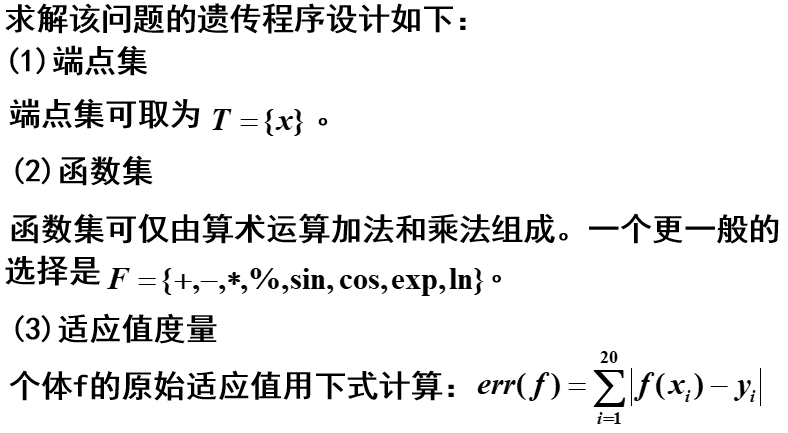 求解该问题的遗传程序设计如下：
(1)端点集
端点集可取为 T={x} 。
(2)函数集
函数集可仅由算术运算加法和乘法组成。一个更一般的
选择是 F={+,−,*,%,sin,cos,exp,ln} 。
(3)适应值度量
个体f的原始适应值用下式计算：err(f)=∑_{i=1}^{20}|f(x_i)−y_i|